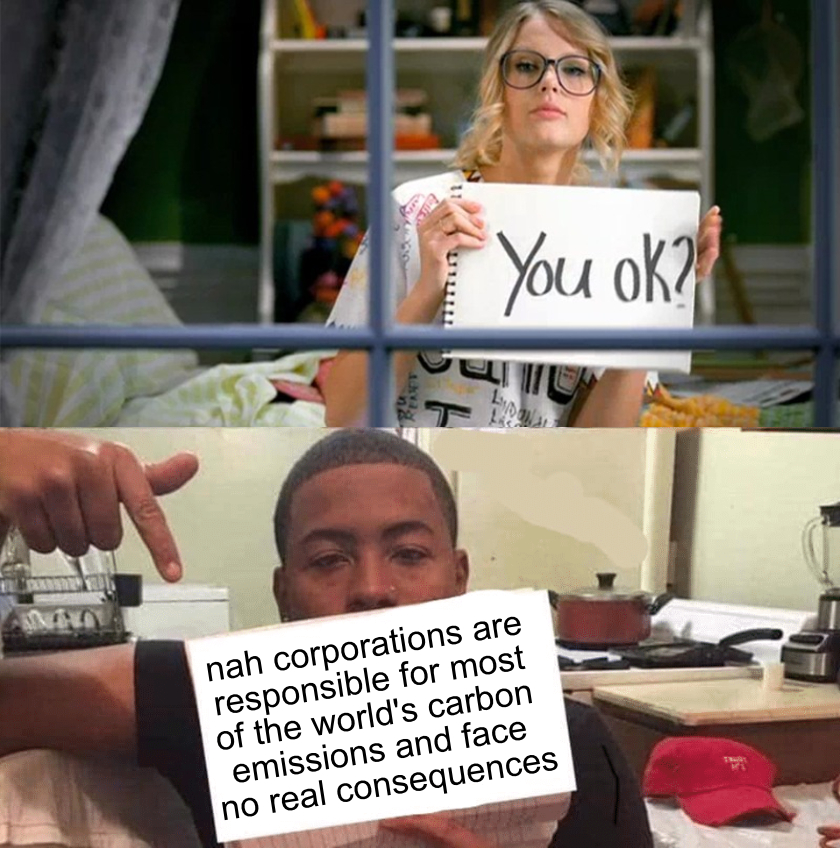 You ok?
nah corporations are
responsible for most
of the world's carbon
emissions and face
no real consequences